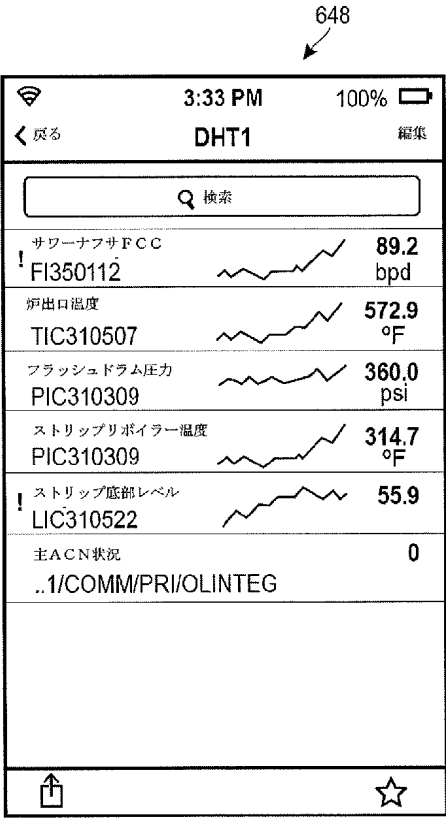 648
3:33 PM 100%
戻る DHT1 編集
検索
サワーナフサFCC 89.2
! FI350112 bpd
炉出口温度 572.9
TIC310507 °F
フラッシュドラム圧力 360.0
PIC310309 psi
ストリップリボイラー温度 314.7
PIC310309 °F
! ストリップ底部レベル 55.9
LIC310522
主ACN状況 0
..1/COMM/PRI/OLINTEG